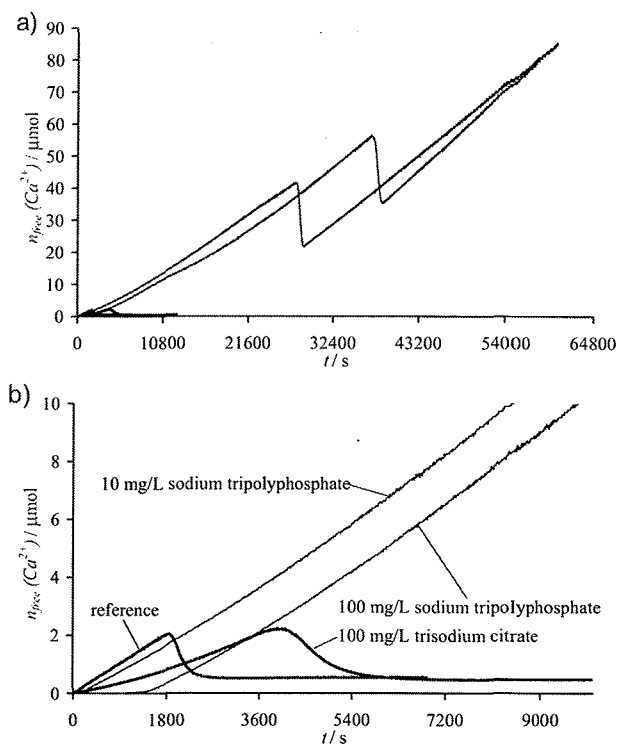 a)
90
80
70
60
50
40
30
20
10
0
n_free (Ca²⁺) / µmol
0 10800 21600 32400 43200 54000 64800
t / s
b)
10
8
6
4
2
0
n_free (Ca²⁺) / µmol
10 mg/L sodium tripolyphosphate
reference
100 mg/L sodium tripolyphosphate
100 mg/L trisodium citrate
0 1800 3600 5400 7200 9000
t / s